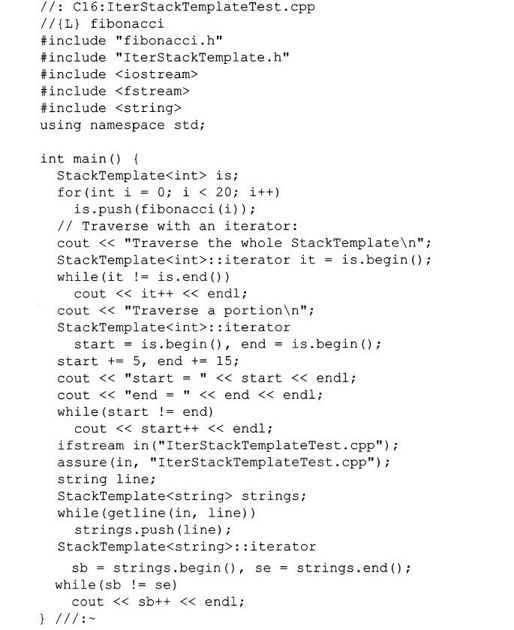 //: C16:IterStackTemplateTest.cpp
//{L} fibonacci
#include "fibonacci.h"
#include "IterStackTemplate.h"
#include <iostream>
#include <fstream>
#include <string>
using namespace std;

int main() {
  StackTemplate<int> is;
  for(int i = 0; i < 20; i++)
    is.push(fibonacci(i));
  // Traverse with an iterator:
  cout << "Traverse the whole StackTemplate\n";
  StackTemplate<int>::iterator it = is.begin();
  while(it != is.end())
    cout << it++ << endl;
  cout << "Traverse a portion\n";
  StackTemplate<int>::iterator
    start = is.begin(), end = is.begin();
  start += 5, end += 15;
  cout << "start = " << start << endl;
  cout << "end = " << end << endl;
  while(start != end)
    cout << start++ << endl;
  ifstream in("IterStackTemplateTest.cpp");
  assure(in, "IterStackTemplateTest.cpp");
  string line;
  StackTemplate<string> strings;
  while(getline(in, line))
    strings.push(line);
  StackTemplate<string>::iterator
    sb = strings.begin(), se = strings.end();
  while(sb != se)
    cout << sb++ << endl;
} ///:~